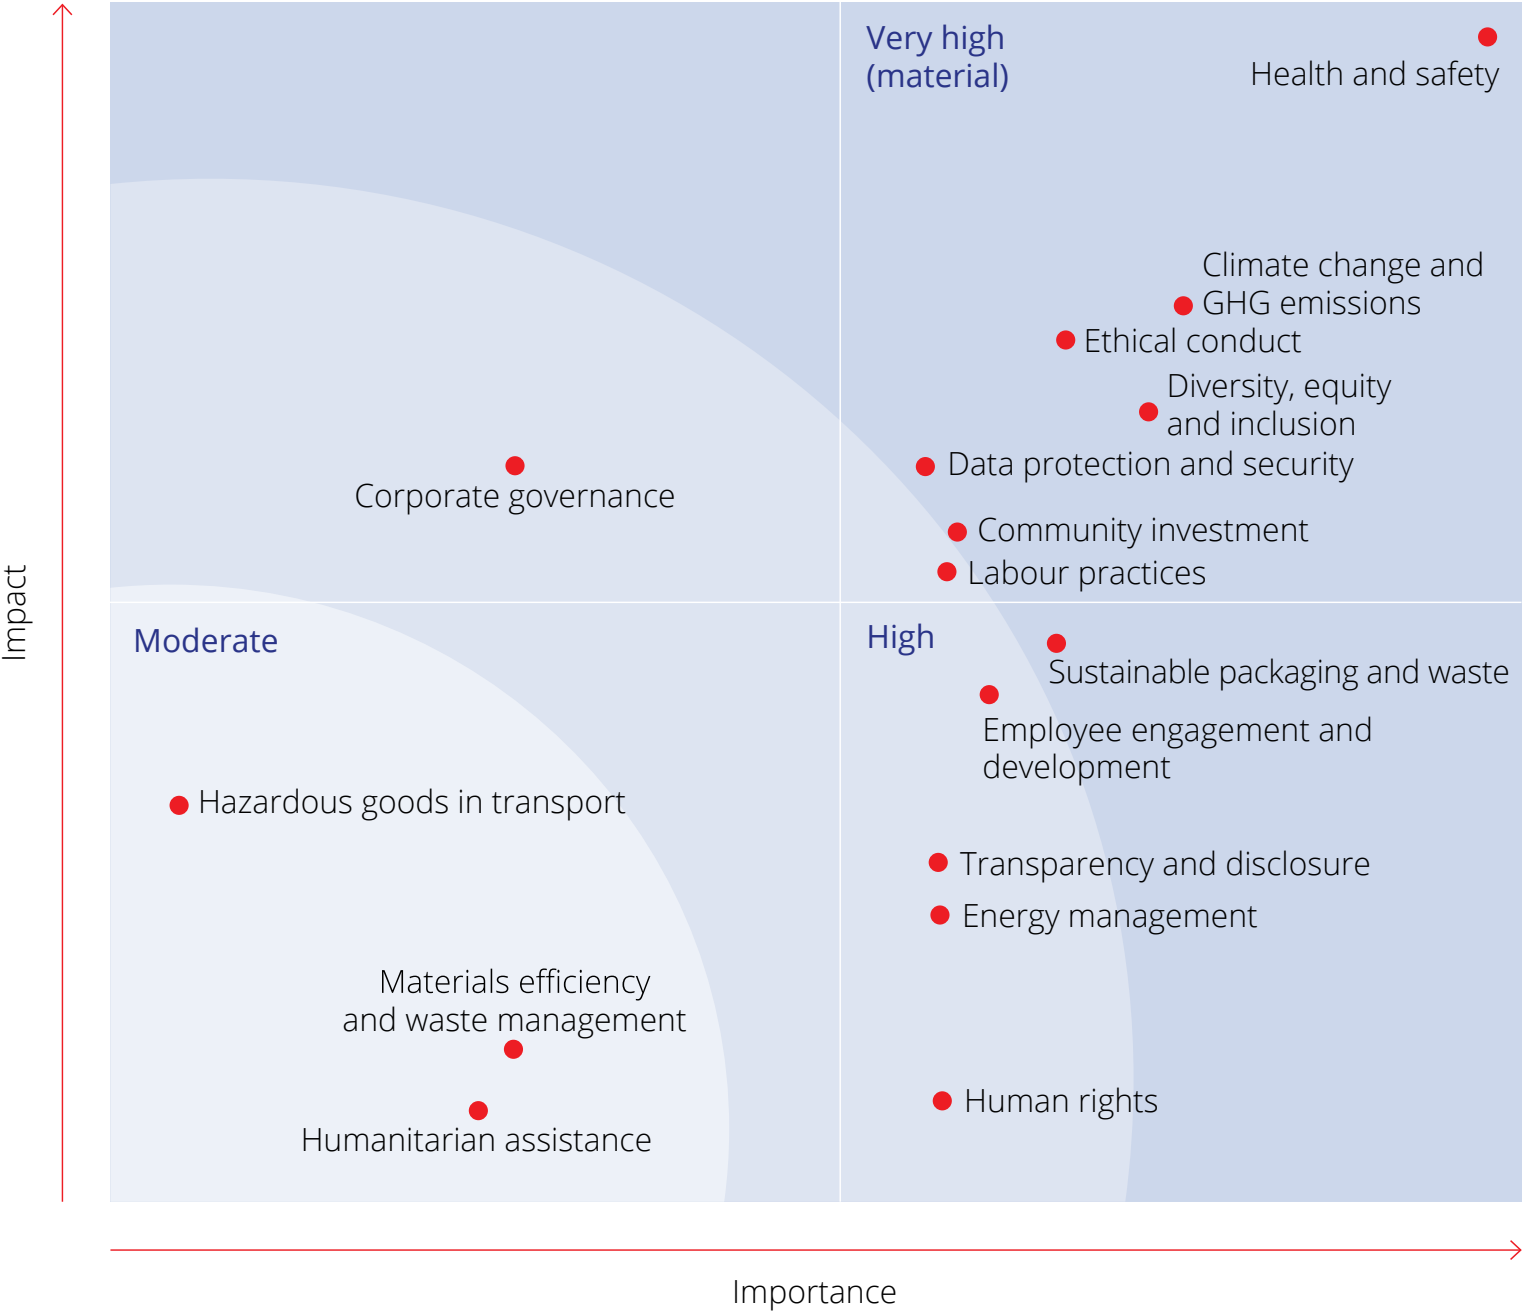 Very high
(material)
Health and safety
Climate change and
GHG emissions
Ethical conduct
Diversity, equity
and inclusion
Data protection and security
Corporate governance
Community investment
Labour practices
Impact
Moderate
High
Sustainable packaging and waste
Employee engagement and
development
Hazardous goods in transport
Transparency and disclosure
Energy management
Materials efficiency
and waste management
Human rights
Humanitarian assistance
Importance